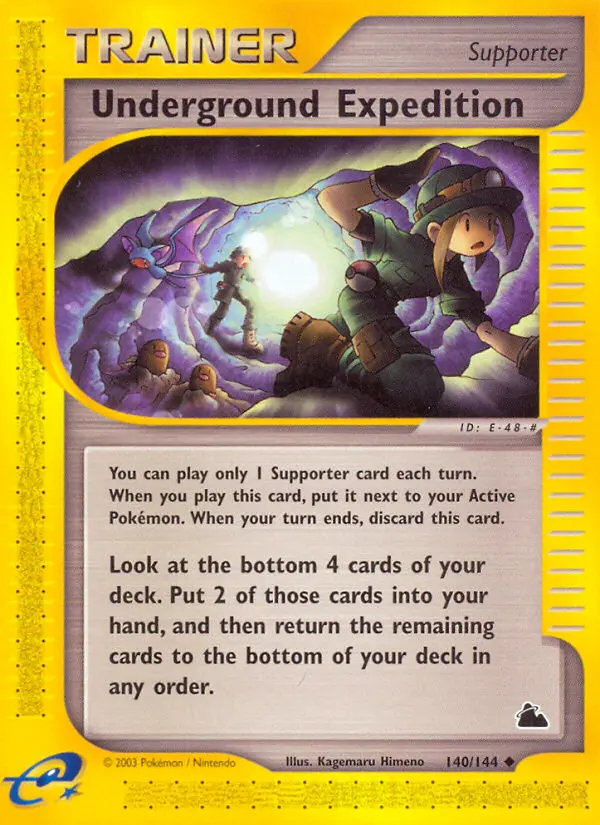 TRAINER
Supporter
Underground Expedition
ID: E-48-#
You can play only 1 Supporter card each turn.
When you play this card, put it next to your Active
Pokémon. When your turn ends, discard this card.
Look at the bottom 4 cards of your
deck. Put 2 of those cards into your
hand, and then return the remaining
cards to the bottom of your deck in
any order.
© 2003 Pokémon / Nintendo
Illus. Kagemaru Himeno
140/144 ◆